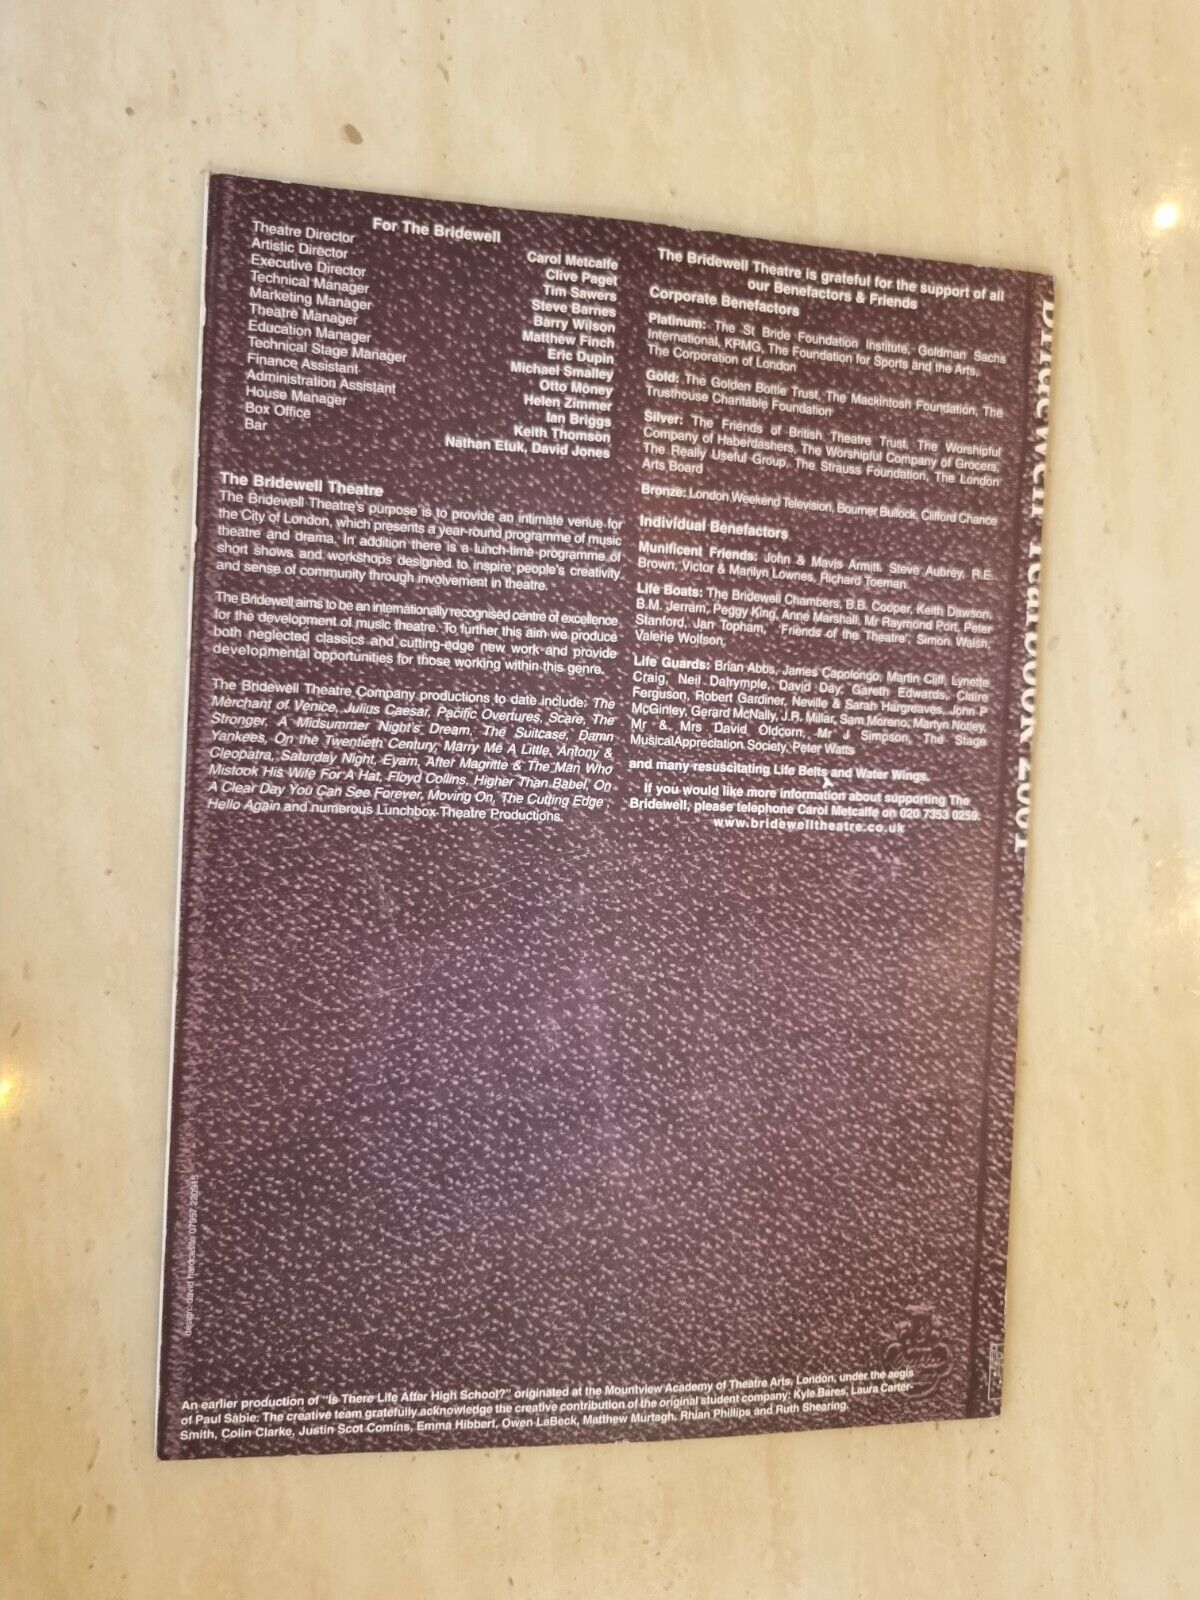 For The Bridewell
Theatre Director Carol Metcalfe
Artistic Director Clive Paget
Executive Director Tim Sawers
Technical Manager Steve Barnes
Marketing Manager Barry Wilson
Theatre Manager Matthew Finch
Education Manager Eric Dupin
Technical Stage Manager Michael Smalley
Finance Assistant Otto Money
Administration Assistant Helen Zimmer
House Manager Ian Briggs
Box Office Keith Thomson
Bar Nathan Etuk, David Jones
The Bridewell Theatre
The Bridewell Theatre's purpose is to provide an intimate venue for
the City of London, which presents a year-round programme of music
theatre and drama. In addition there is a lunch-time programme of
short shows and workshops designed to inspire people's creativity
and sense of community through involvement in theatre.
The Bridewell aims to be an internationally recognised centre of excellence
for the development of music theatre. To further this aim we produce
both neglected classics and cutting-edge new work and provide
developmental opportunities for those working within this genre.
The Bridewell Theatre Company productions to date include: The
Merchant of Venice, Julius Caesar, Pacific Overtures, Scare, The
Stronger, A Midsummer Night's Dream, The Suitcase, Damn
Yankees, On the Twentieth Century, Marry Me A Little, Antony &
Cleopatra, Saturday Night, Eyam, After Magritte & The Man Who
Mistook His Wife For A Hat, Floyd Collins, Higher Than Babel, On
A Clear Day You Can See Forever, Moving On, The Cutting Edge,
Hello Again and numerous Lunchbox Theatre Productions.
The Bridewell Theatre is grateful for the support of all
our Benefactors & Friends
Corporate Benefactors
Platinum: The St Bride Foundation Institute, Goldman Sachs
International, KPMG, The Foundation for Sports and the Arts,
The Corporation of London
Gold: The Golden Bottle Trust, The Mackintosh Foundation, The
Trusthouse Charitable Foundation
Silver: The Friends of British Theatre Trust, The Worshipful
Company of Haberdashers, The Worshipful Company of Grocers,
The Really Useful Group, The Strauss Foundation, The London
Arts Board
Bronze: London Weekend Television, Bourner Bullock, Clifford Chance
Individual Benefactors
Munificent Friends: John & Mavis Armitt, Steve Aubrey, R.E.
Brown, Victor & Marilyn Lownes, Richard Toeman
Life Boats: The Bridewell Chambers, B.B. Cooper, Keith Dawson,
B.M. Jerram, Peggy King, Anne Marshall, Mr Raymond Port, Peter
Stanford, Jan Topham, 'Friends of the Theatre', Simon Walsh,
Valerie Wolfson,
Life Guards: Brian Abbs, James Capolongo, Martin Cliff, Lynette
Craig, Neil Dalrymple, David Day, Gareth Edwards, Claire
Ferguson, Robert Gardiner, Neville & Sarah Hargreaves, John P
McGinley, Gerard McNally, J.R. Millar, Sam Moreno, Martyn Notley,
Mr & Mrs David Oldcorn, Mr J Simpson, The Stage
Musical Appreciation Society, Peter Watts
and many resuscitating Life Belts and Water Wings.
If you would like more information about supporting The
Bridewell, please telephone Carol Metcalfe on 020 7353 0259.
www.bridewelltheatre.co.uk
Bridewell Yearbook 2001
design: david hardcastle 07957 220915
An earlier production of "Is There Life After High School?" originated at the Mountview Academy of Theatre Arts, London, under the aegis
of Paul Sabie. The creative team gratefully acknowledge the creative contribution of the original student company: Kyle Bares, Laura Carter-
Smith, Colin Clarke, Justin Scot Comins, Emma Hibbert, Owen LaBeck, Matthew Murtagh, Rhian Phillips and Ruth Shearing.